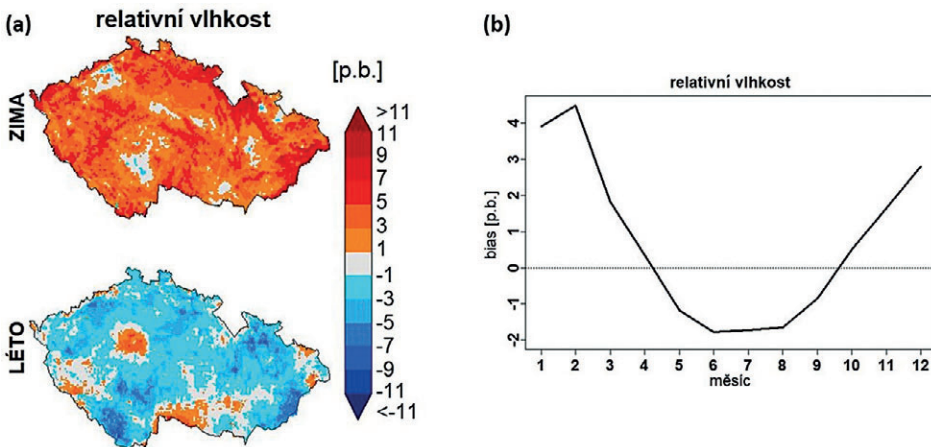 (a)
relativní vlhkost
ZIMA
LÉTO
[p.b.]
>11
11
9
7
5
3
1
-1
-3
-5
-7
-9
-11
<-11
(b)
relativní vlhkost
bias [p.b.]
4
3
2
1
0
-1
-2
1 2 3 4 5 6 7 8 9 10 11 12
měsíc